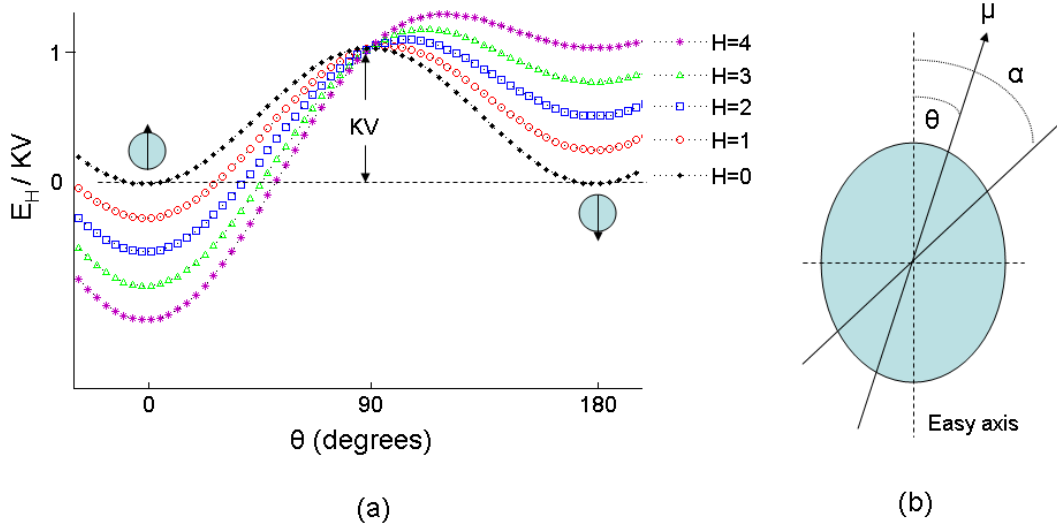 1
0
E_H / KV
KV
H=4
H=3
H=2
H=1
H=0
0
90
180
θ (degrees)
(a)
μ
α
θ
Easy axis
(b)